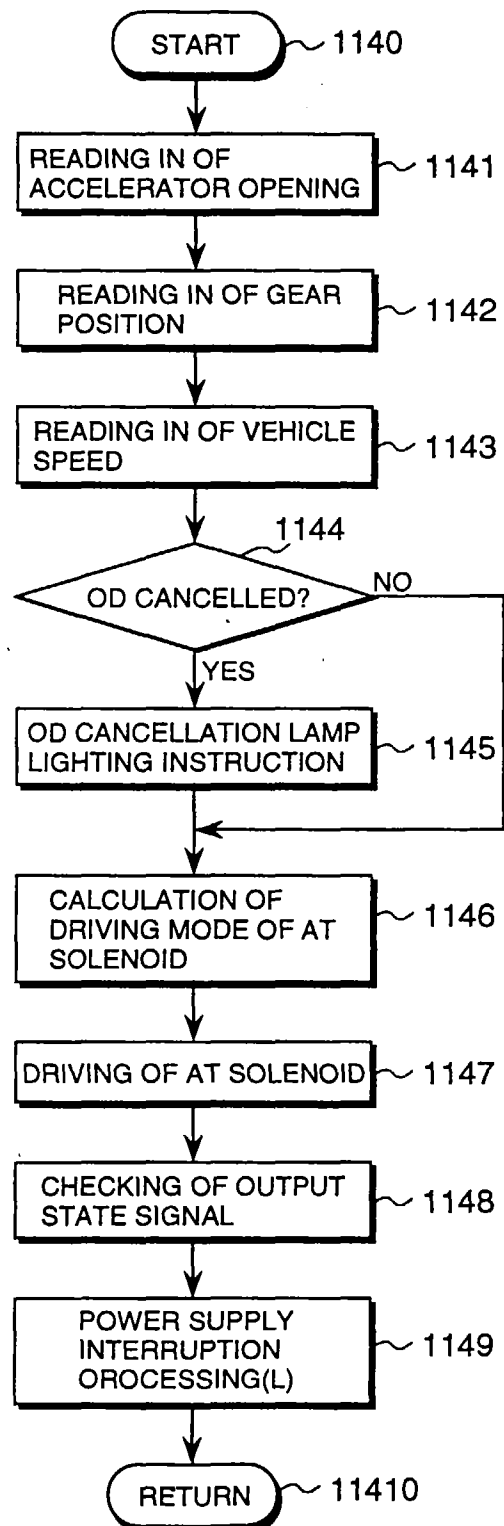 START
1140
READING IN OF
ACCELERATOR OPENING
1141
READING IN OF GEAR
POSITION
1142
READING IN OF VEHICLE
SPEED
1143
1144
OD CANCELLED?
NO
YES
OD CANCELLATION LAMP
LIGHTING INSTRUCTION
1145
CALCULATION OF
DRIVING MODE OF AT
SOLENOID
1146
DRIVING OF AT SOLENOID
1147
CHECKING OF OUTPUT
STATE SIGNAL
1148
POWER SUPPLY
INTERRUPTION
OROCESSING(L)
1149
RETURN
11410